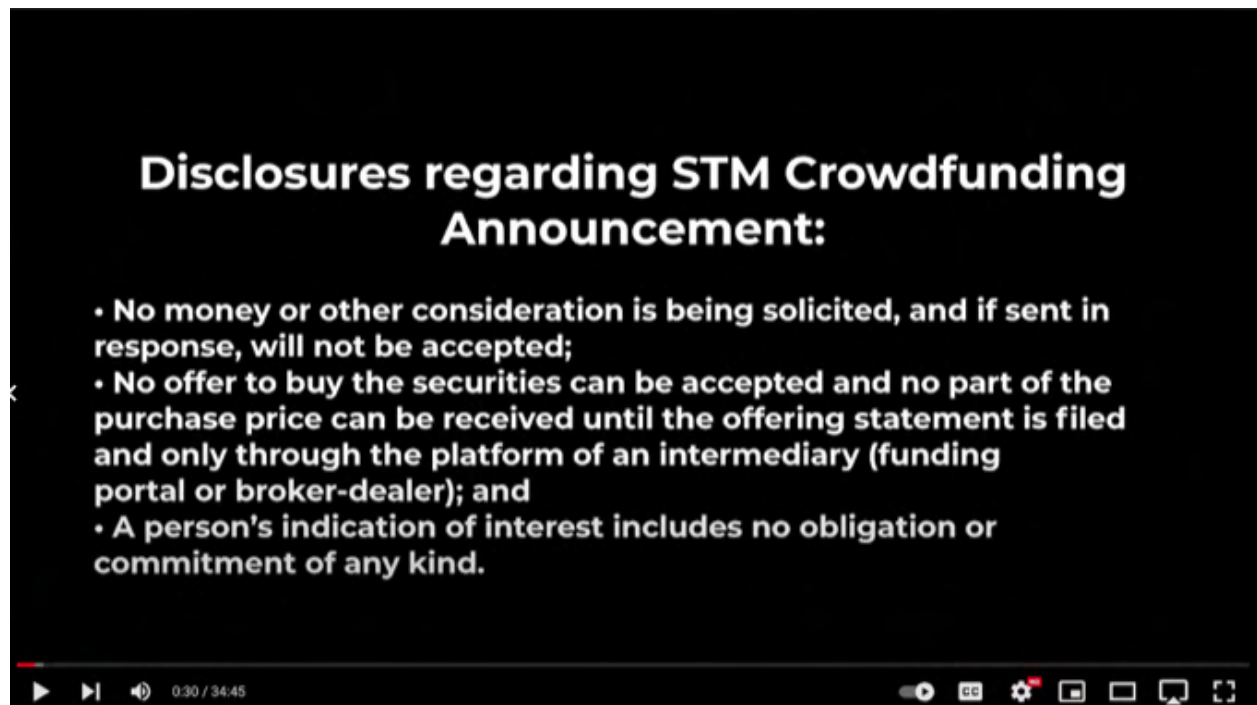 Disclosures regarding STM Crowdfunding
Announcement:
• No money or other consideration is being solicited, and if sent in
response, will not be accepted;
• No offer to buy the securities can be accepted and no part of the
purchase price can be received until the offering statement is filed
and only through the platform of an intermediary (funding
portal or broker-dealer); and
• A person's indication of interest includes no obligation or
commitment of any kind.
0:30 / 34:45
CC
HD